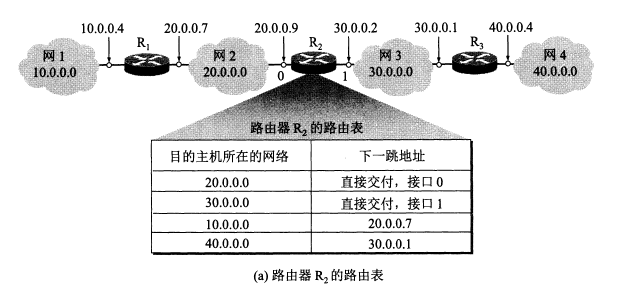 10.0.0.4 20.0.0.7 20.0.0.9 30.0.0.2 30.0.0.1 40.0.0.4
R1 R2 R3
网 1 网 2 网 3 网 4
10.0.0.0 20.0.0.0 0 1 30.0.0.0 40.0.0.0
路由器 R2 的路由表
目的主机所在的网络 下一跳地址
20.0.0.0 直接交付，接口 0
30.0.0.0 直接交付，接口 1
10.0.0.0 20.0.0.7
40.0.0.0 30.0.0.1
(a) 路由器 R2 的路由表